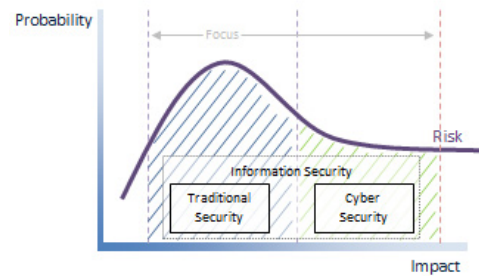 Probability
Focus
Risk
Information Security
Traditional
Security
Cyber
Security
Impact